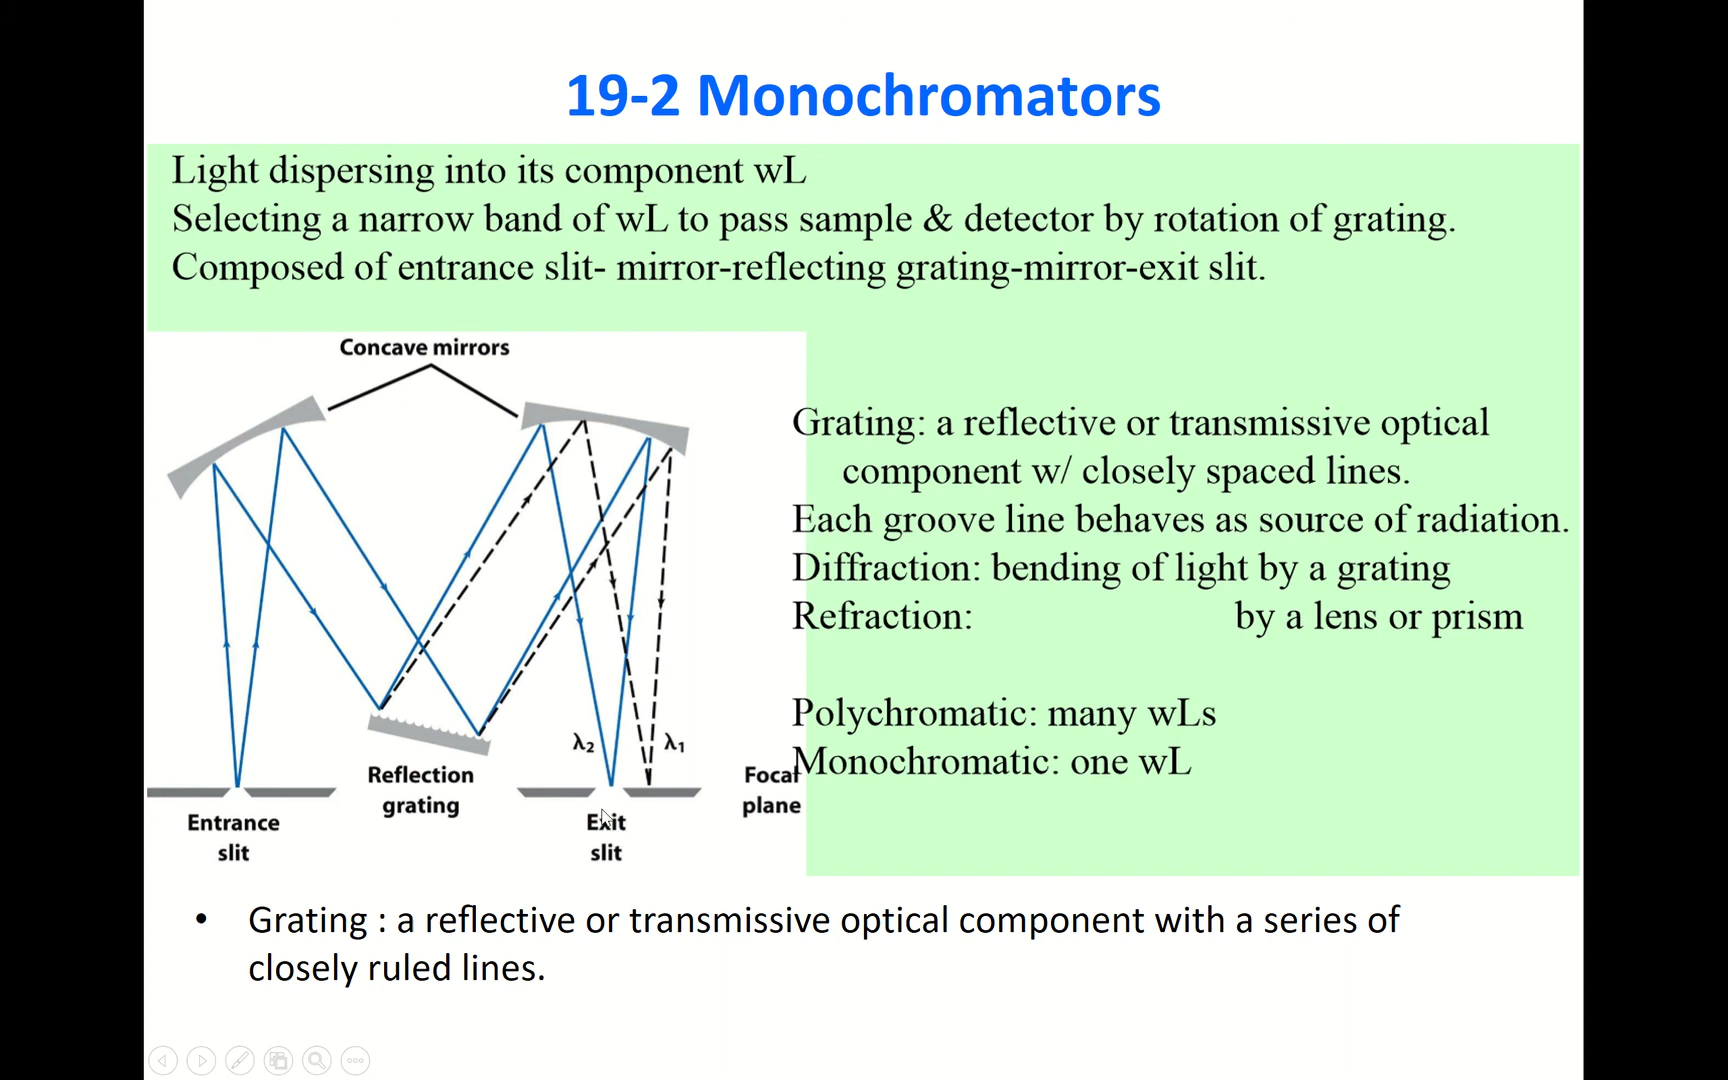 19-2 Monochromators
Light dispersing into its component wL
Selecting a narrow band of wL to pass sample & detector by rotation of grating.
Composed of entrance slit- mirror-reflecting grating-mirror-exit slit.
Concave mirrors
λ2
λ1
Reflection
grating
Entrance
slit
Exit
slit
Focal
plane
Grating: a reflective or transmissive optical
component w/ closely spaced lines.
Each groove line behaves as source of radiation.
Diffraction: bending of light by a grating
Refraction: by a lens or prism
Polychromatic: many wLs
Monochromatic: one wL
• Grating : a reflective or transmissive optical component with a series of
closely ruled lines.